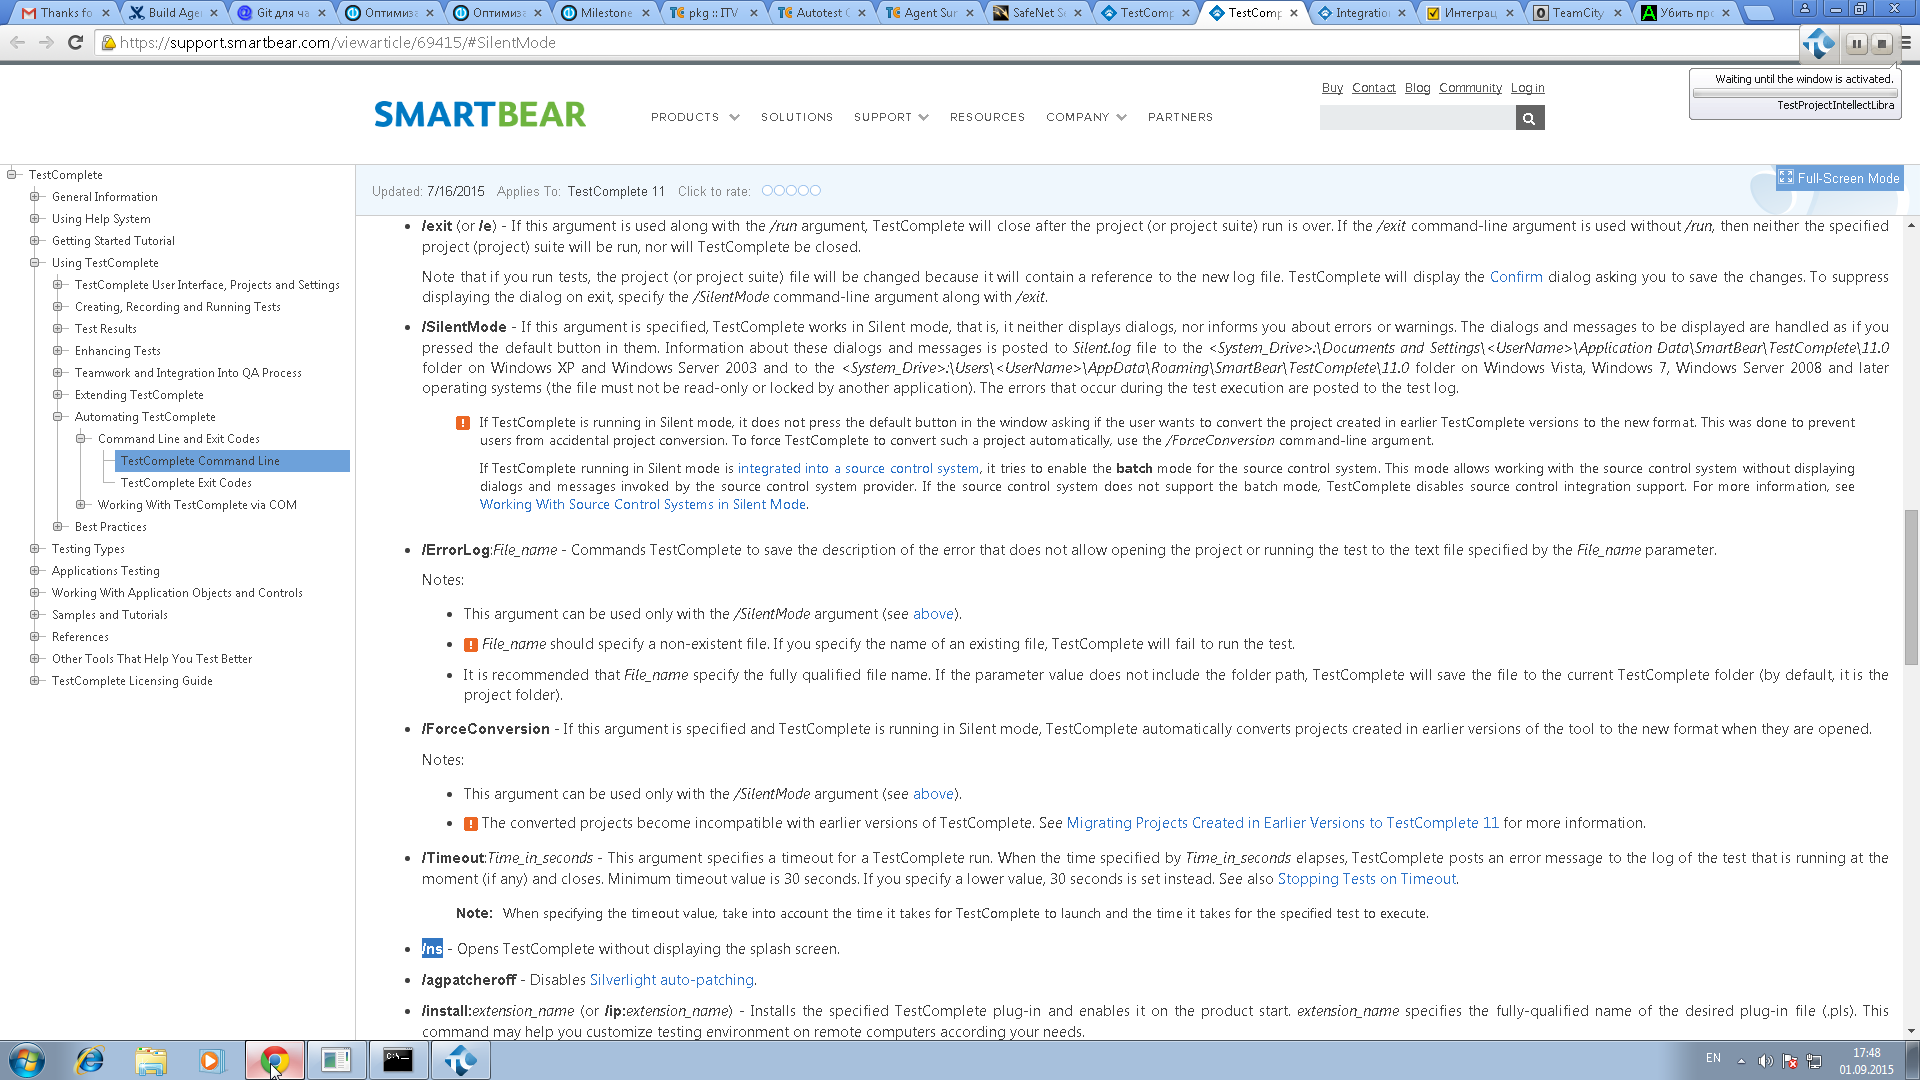 Thanks fo
Build Age
Git для ча
Оптимиза
Оптимиза
Milestone
pkg :: ITV
Autotest C
Agent Sur
SafeNet Se
TestComp
TestComp
Integratio
Интеграц
TeamCity
Убить про
https://support.smartbear.com/viewarticle/69415/#SilentMode
Waiting until the window is activated.
TestProjectIntellectLibra
Buy Contact Blog Community Log in
SMARTBEAR
PRODUCTS SOLUTIONS SUPPORT RESOURCES COMPANY PARTNERS
Updated: 7/16/2015 Applies To: TestComplete 11 Click to rate:
Full-Screen Mode
TestComplete
General Information
Using Help System
Getting Started Tutorial
Using TestComplete
TestComplete User Interface, Projects and Settings
Creating, Recording and Running Tests
Test Results
Enhancing Tests
Teamwork and Integration Into QA Process
Extending TestComplete
Automating TestComplete
Command Line and Exit Codes
TestComplete Command Line
TestComplete Exit Codes
Working With TestComplete via COM
Best Practices
Testing Types
Applications Testing
Working With Application Objects and Controls
Samples and Tutorials
References
Other Tools That Help You Test Better
TestComplete Licensing Guide
/exit (or /e) - If this argument is used along with the /run argument, TestComplete will close after the project (or project suite) run is over. If the /exit command-line argument is used without /run, then neither the specified
project (project) suite will be run, nor will TestComplete be closed.
Note that if you run tests, the project (or project suite) file will be changed because it will contain a reference to the new log file. TestComplete will display the Confirm dialog asking you to save the changes. To suppress
displaying the dialog on exit, specify the /SilentMode command-line argument along with /exit.
/SilentMode - If this argument is specified, TestComplete works in Silent mode, that is, it neither displays dialogs, nor informs you about errors or warnings. The dialogs and messages to be displayed are handled as if you
pressed the default button in them. Information about these dialogs and messages is posted to Silent.log file to the <System_Drive>:\Documents and Settings\<UserName>\Application Data\SmartBear\TestComplete\11.0
folder on Windows XP and Windows Server 2003 and to the <System_Drive>:\Users\<UserName>\AppData\Roaming\SmartBear\TestComplete\11.0 folder on Windows Vista, Windows 7, Windows Server 2008 and later
operating systems (the file must not be read-only or locked by another application). The errors that occur during the test execution are posted to the test log.
If TestComplete is running in Silent mode, it does not press the default button in the window asking if the user wants to convert the project created in earlier TestComplete versions to the new format. This was done to prevent
users from accidental project conversion. To force TestComplete to convert such a project automatically, use the /ForceConversion command-line argument.
If TestComplete running in Silent mode is integrated into a source control system, it tries to enable the batch mode for the source control system. This mode allows working with the source control system without displaying
dialogs and messages invoked by the source control system provider. If the source control system does not support the batch mode, TestComplete disables source control integration support. For more information, see
Working With Source Control Systems in Silent Mode.
/ErrorLog:File_name - Commands TestComplete to save the description of the error that does not allow opening the project or running the test to the text file specified by the File_name parameter.
Notes:
This argument can be used only with the /SilentMode argument (see above).
File_name should specify a non-existent file. If you specify the name of an existing file, TestComplete will fail to run the test.
It is recommended that File_name specify the fully qualified file name. If the parameter value does not include the folder path, TestComplete will save the file to the current TestComplete folder (by default, it is the
project folder).
/ForceConversion - If this argument is specified and TestComplete is running in Silent mode, TestComplete automatically converts projects created in earlier versions of the tool to the new format when they are opened.
Notes:
This argument can be used only with the /SilentMode argument (see above).
The converted projects become incompatible with earlier versions of TestComplete. See Migrating Projects Created in Earlier Versions to TestComplete 11 for more information.
/Timeout:Time_in_seconds - This argument specifies a timeout for a TestComplete run. When the time specified by Time_in_seconds elapses, TestComplete posts an error message to the log of the test that is running at the
moment (if any) and closes. Minimum timeout value is 30 seconds. If you specify a lower value, 30 seconds is set instead. See also Stopping Tests on Timeout.
Note: When specifying the timeout value, take into account the time it takes for TestComplete to launch and the time it takes for the specified test to execute.
/ns - Opens TestComplete without displaying the splash screen.
/agpatcheroff - Disables Silverlight auto-patching.
/install:extension_name (or /ip:extension_name) - Installs the specified TestComplete plug-in and enables it on the product start. extension_name specifies the fully-qualified name of the desired plug-in file (.pls). This
command may help you customize testing environment on remote computers according your needs.
EN
17:48
01.09.2015